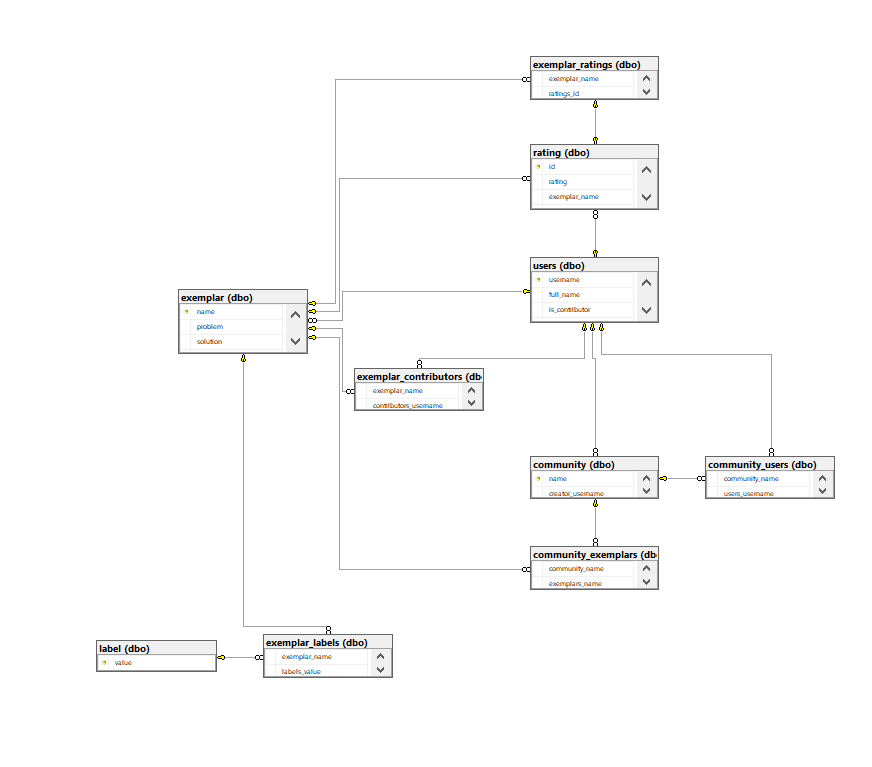 exemplar_ratings (dbo)
exemplar_name
ratings_id
rating (dbo)
id
rating
exemplar_name
users (dbo)
username
full_name
is_contributor
exemplar (dbo)
name
problem
solution
exemplar_contributors (db
exemplar_name
contributors_username
community (dbo)
name
creator_username
community_users (dbo)
community_name
users_username
community_exemplars (db
community_name
exemplars_name
exemplar_labels (dbo)
exemplar_name
labels_value
label (dbo)
value